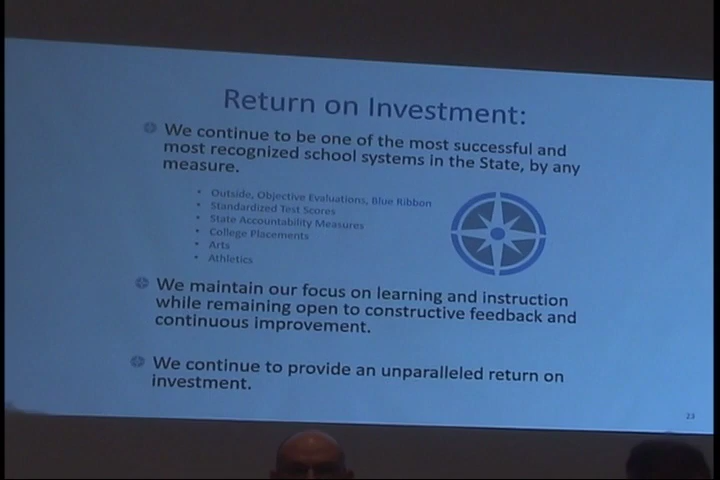 Return on Investment:
We continue to be one of the most successful and
most recognized school systems in the State, by any
measure.
• Outside, Objective Evaluations, Blue Ribbon
• Standardized Test Scores
• State Accountability Measures
• College Placements
• Arts
• Athletics
We maintain our focus on learning and instruction
while remaining open to constructive feedback and
continuous improvement.
We continue to provide an unparalleled return on
investment.
23